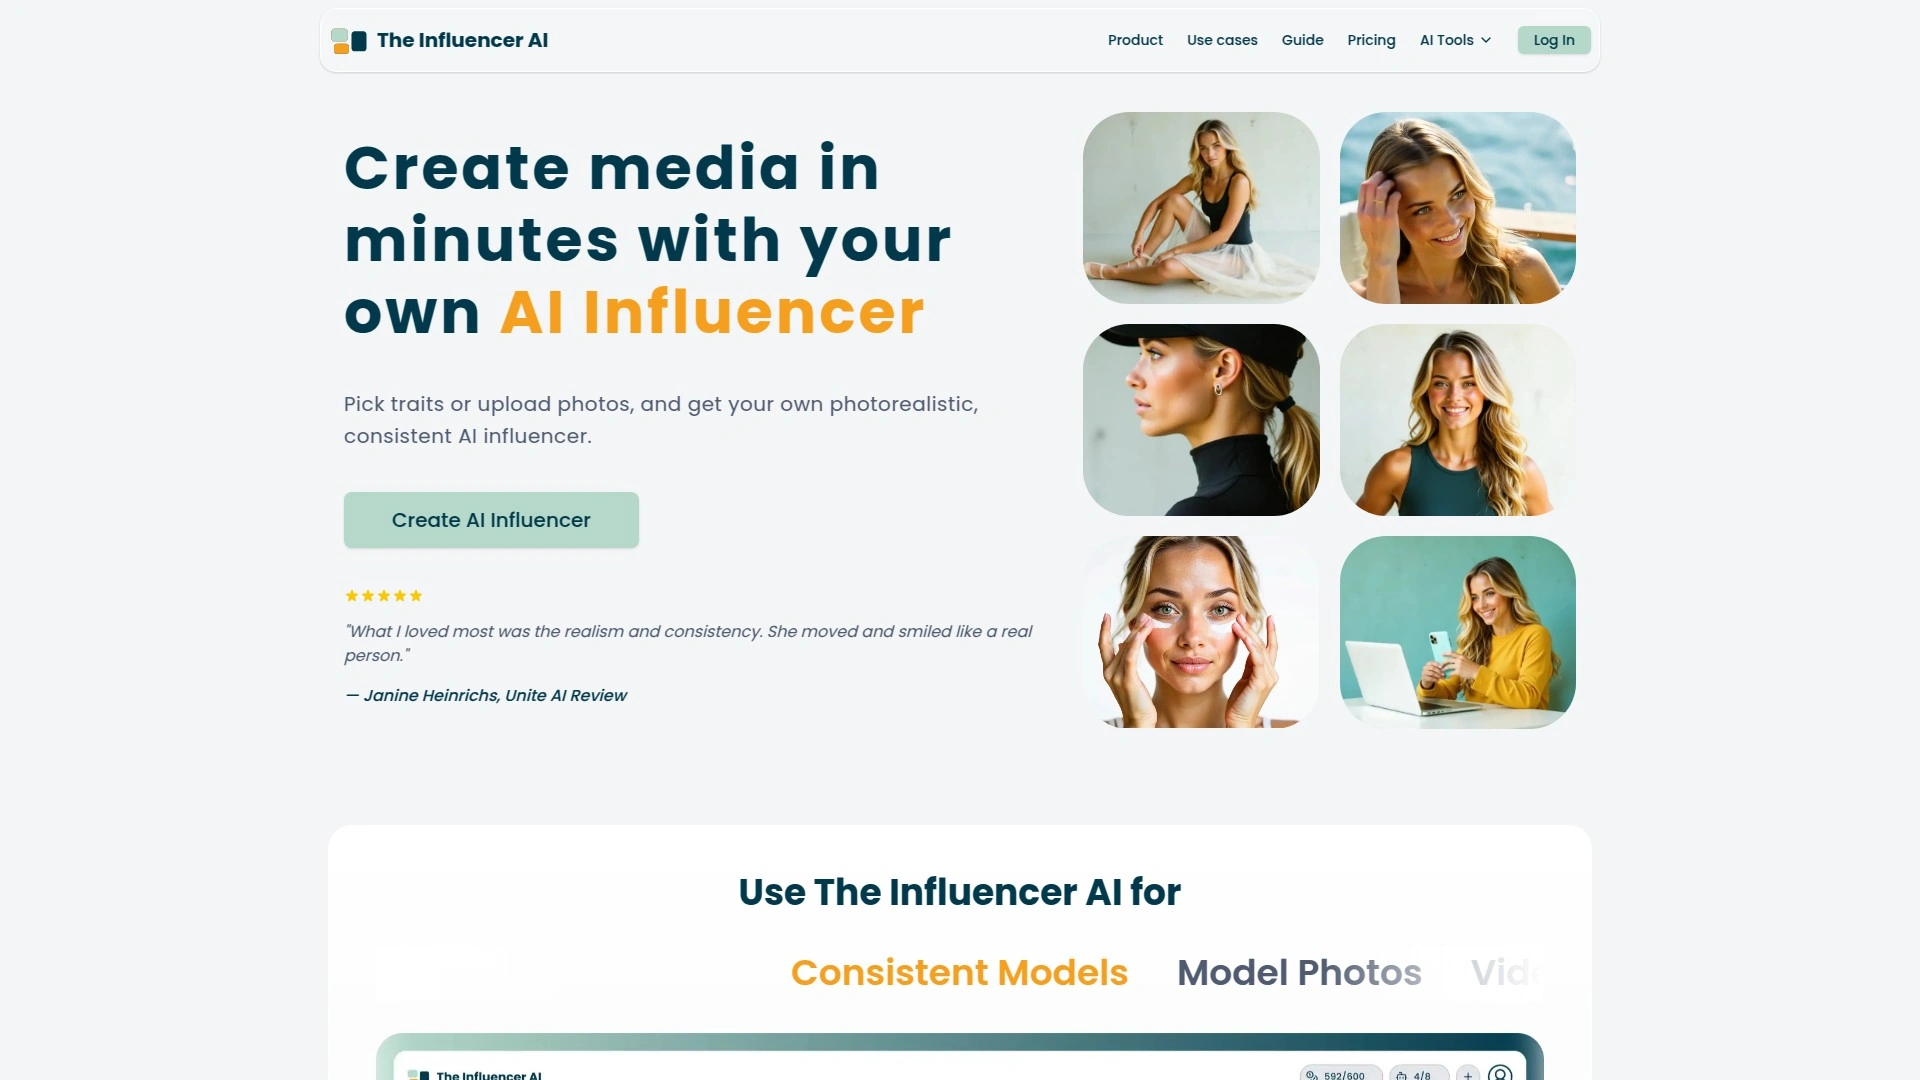 The Influencer AI
Product
Use cases
Guide
Pricing
AI Tools
Log In
Create media in
minutes with your
own AI Influencer
Pick traits or upload photos, and get your own photorealistic,
consistent AI influencer.
Create AI Influencer
"What I loved most was the realism and consistency. She moved and smiled like a real
person."
— Janine Heinrichs, Unite AI Review
Use The Influencer AI for
Consistent Models
Model Photos
The Influencer AI
592/600
4/8
+